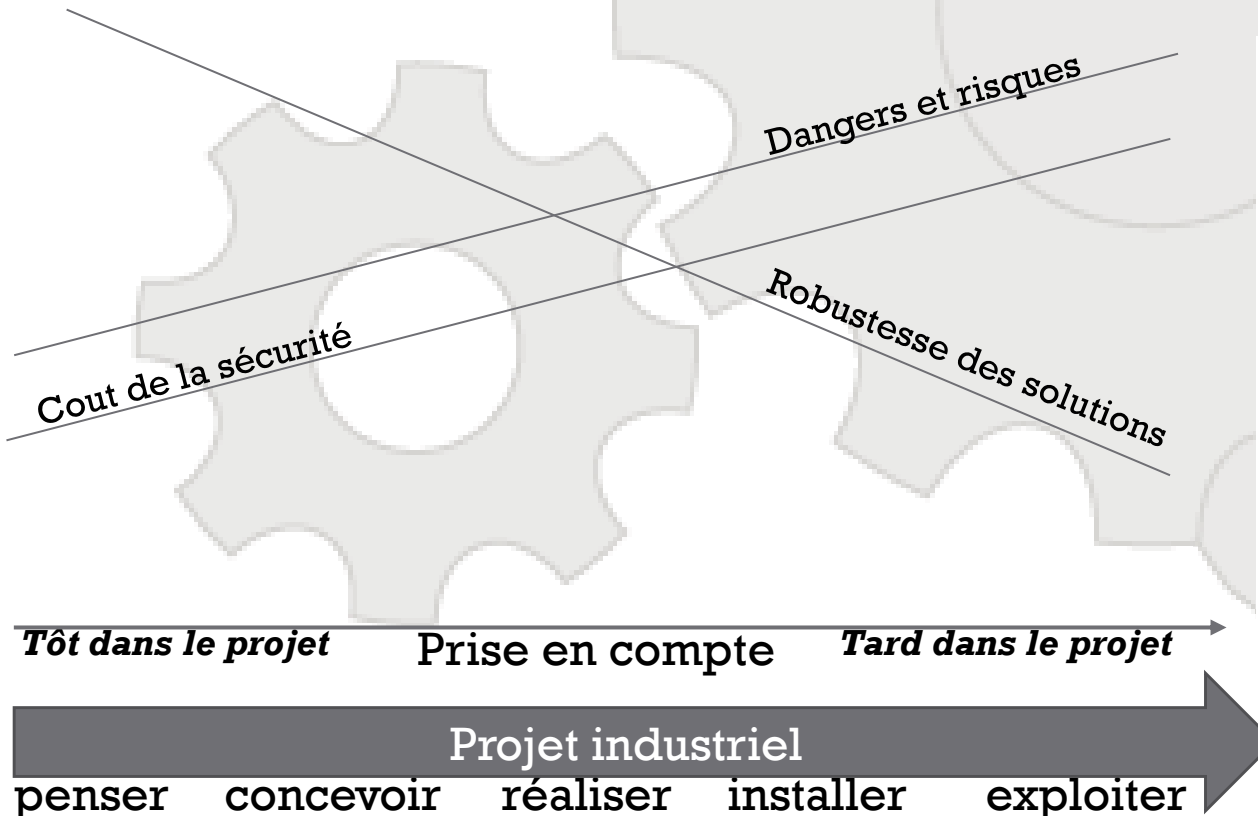 Dangers et risques
Robustesse des solutions
Cout de la sécurité
Tôt dans le projet Prise en compte Tard dans le projet
Projet industriel
penser concevoir réaliser installer exploiter